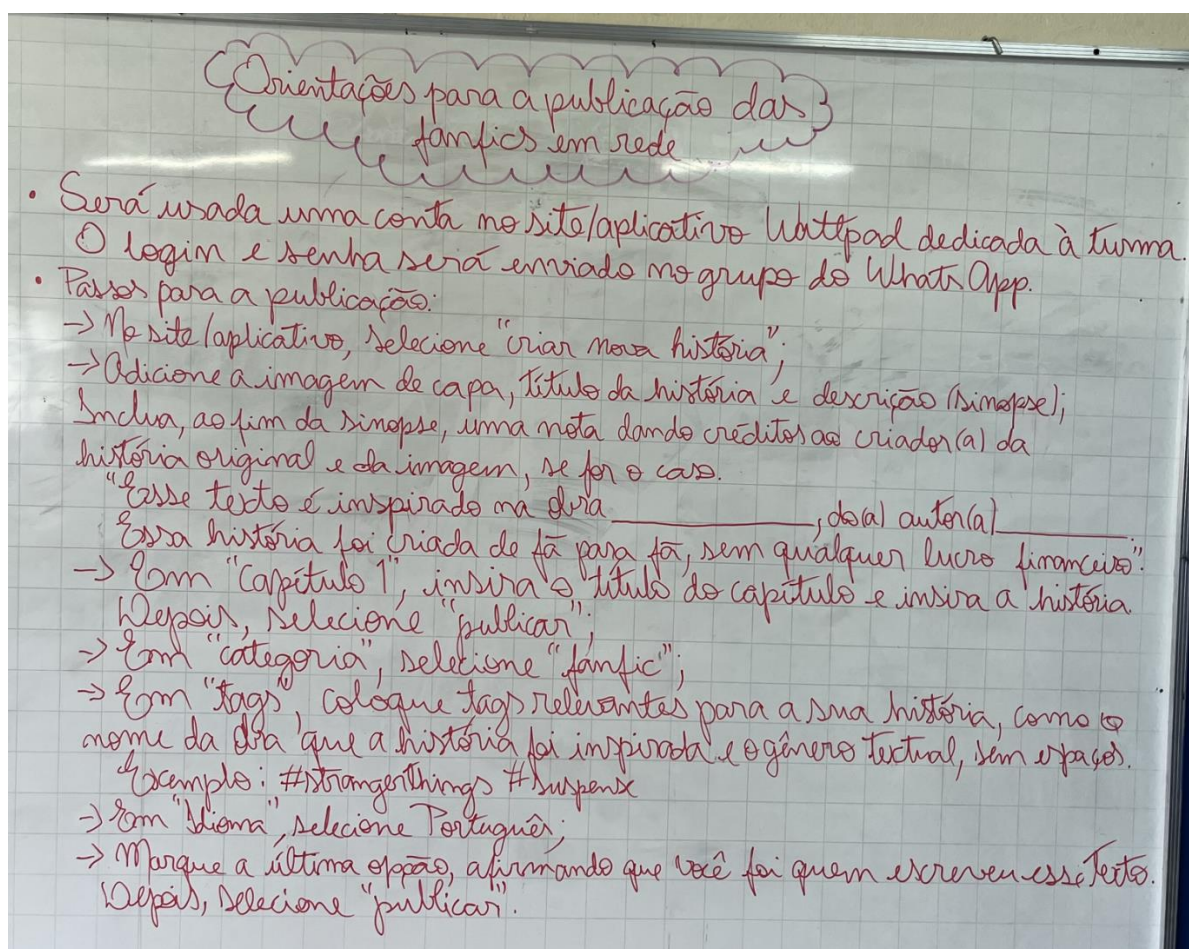 Orientações para a publicação das
fanfics em rede
• Será usada uma conta no site/aplicativo Wattpad dedicada à turma.
O login e senha será enviado no grupo do WhatsApp.
• Passos para a publicação:
-> No site/aplicativo, selecione "criar nova história";
-> Adicione a imagem de capa, título da história e descrição (sinopse);
Inclua, ao fim da sinopse, uma nota dando créditos ao criador(a) da
história original e da imagem, se for o caso.
"Esse texto é inspirado na obra ____________, do(a) autor(a) ________.
Essa história foi criada de fã para fã, sem qualquer lucro financeiro".
-> Em "capítulo 1", insira o título do capítulo e insira a história.
Depois, selecione "publicar";
-> Em "categoria", selecione "fanfic";
-> Em "tags", coloque tags relevantes para a sua história, como o
nome da obra que a história foi inspirada e o gênero textual, sem espaços.
Exemplo: #strangerthings #suspense
-> Em "Idioma", selecione Português;
-> Marque a última opção, afirmando que você foi quem escreveu esse texto.
Depois, selecione "publicar".